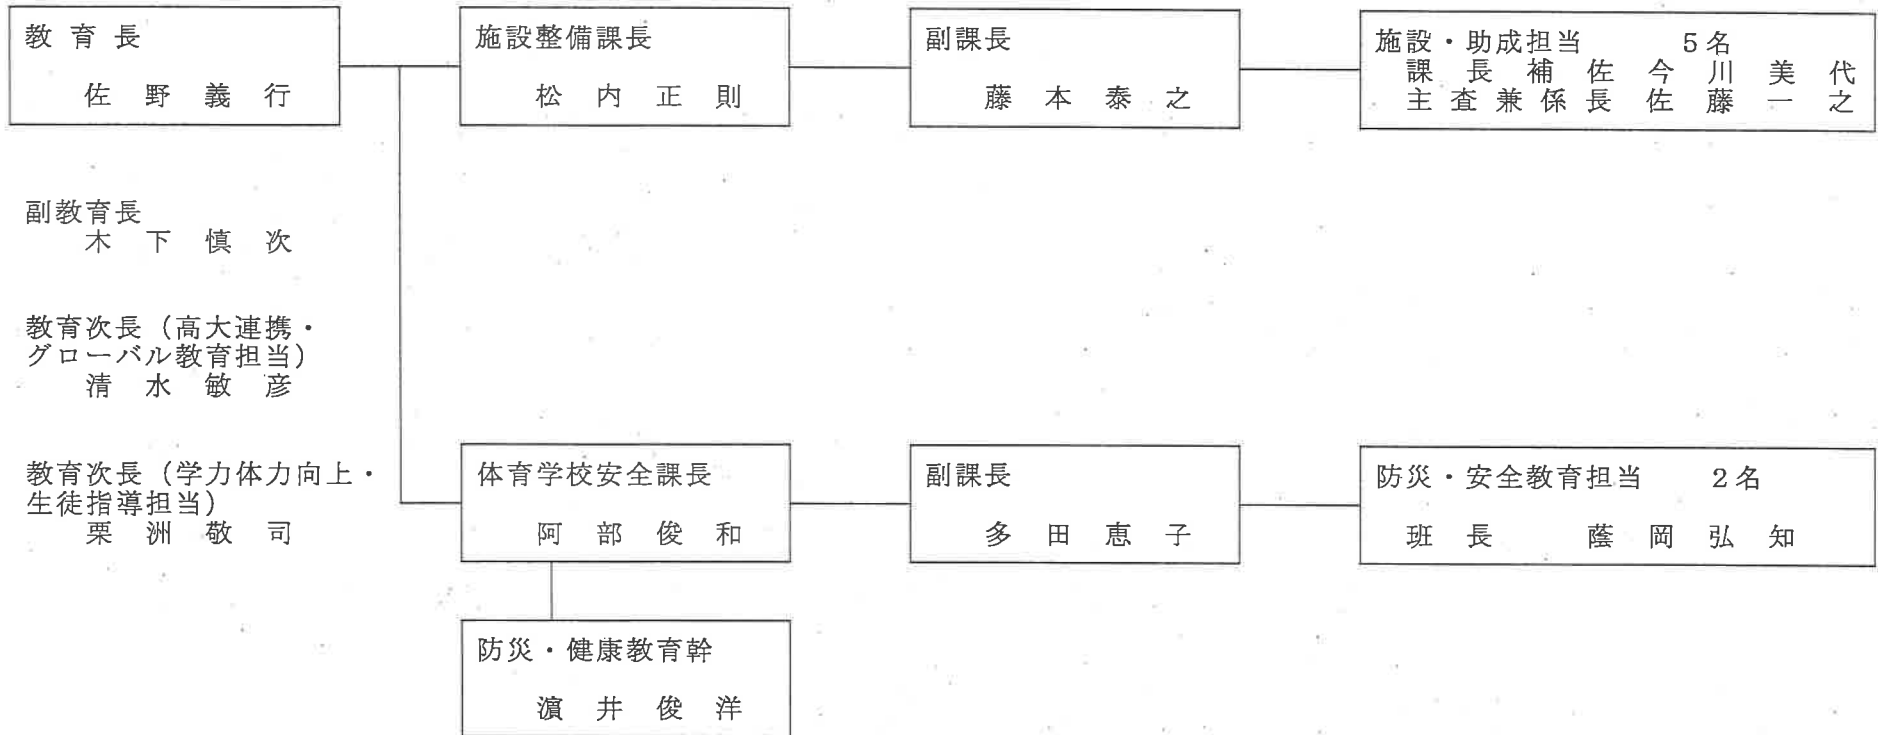 教育長
佐野義行
施設整備課長
松内正則
副課長
藤本泰之
施設・助成担当 5名
課長補佐 今川美代
主査兼係長 佐藤一之
副教育長
木下慎次
教育次長（高大連携・
グローバル教育担当）
清水敏彦
教育次長（学力体力向上・
生徒指導担当）
栗洲敬司
体育学校安全課長
阿部俊和
副課長
多田恵子
防災・安全教育担当 2名
班長 蔭岡弘知
防災・健康教育幹
濵井俊洋